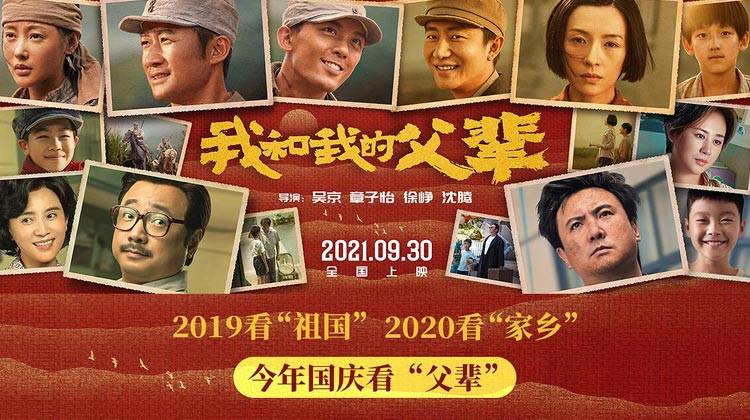 我和我的父辈
导演：吴京 章子怡 徐峥 沈腾
2021.09.30
全国上映
2019看“祖国” 2020看“家乡”
今年国庆看“父辈”